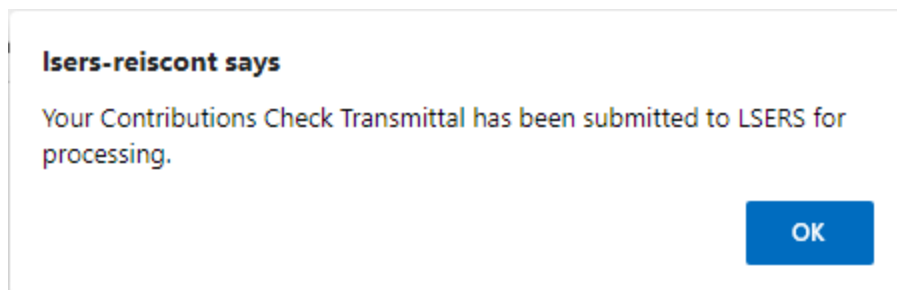 lsers-reiscont says
Your Contributions Check Transmittal has been submitted to LSERS for
processing.
OK